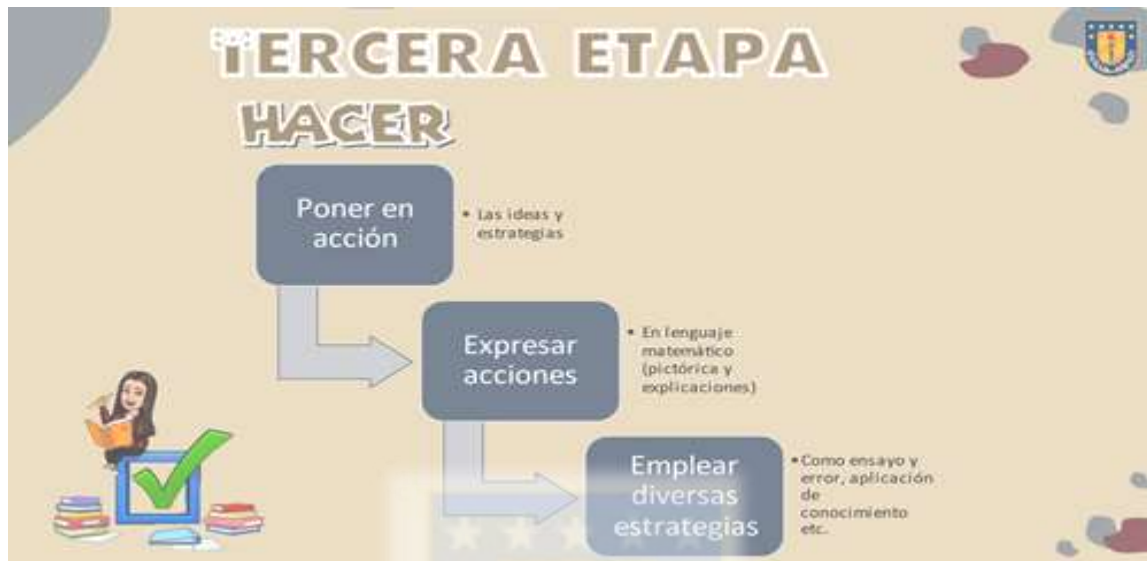 TERCERA ETAPA
HACER
Poner en
acción
• Las ideas y
estrategias
Expresar
acciones
• En lenguaje
matemático
(pictórica y
explicaciones)
Emplear
diversas
estrategias
• Como ensayo y
error, aplicación
de
conocimiento
etc.